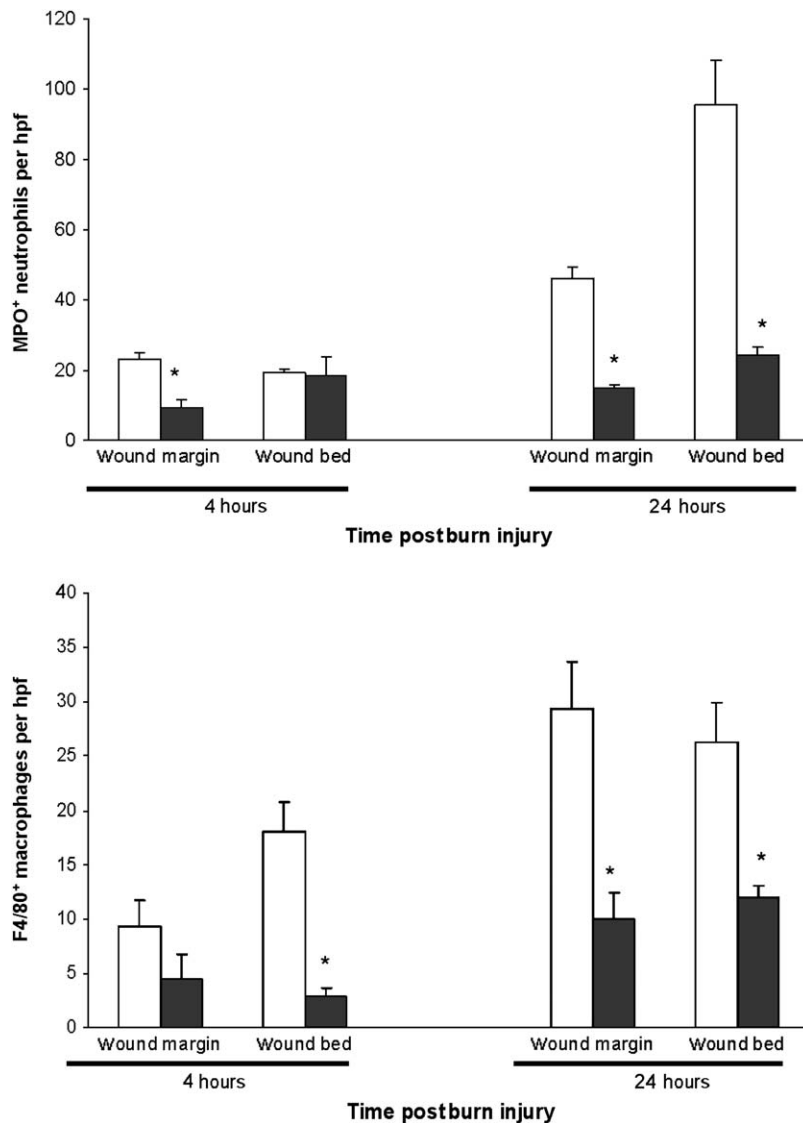 120
100
80
60
40
20
0
MPO⁺ neutrophils per hpf
*
*
*
Wound margin Wound bed Wound margin Wound bed
4 hours 24 hours
Time postburn injury
40
35
30
25
20
15
10
5
0
F4/80⁺ macrophages per hpf
*
*
*
Wound margin Wound bed Wound margin Wound bed
4 hours 24 hours
Time postburn injury